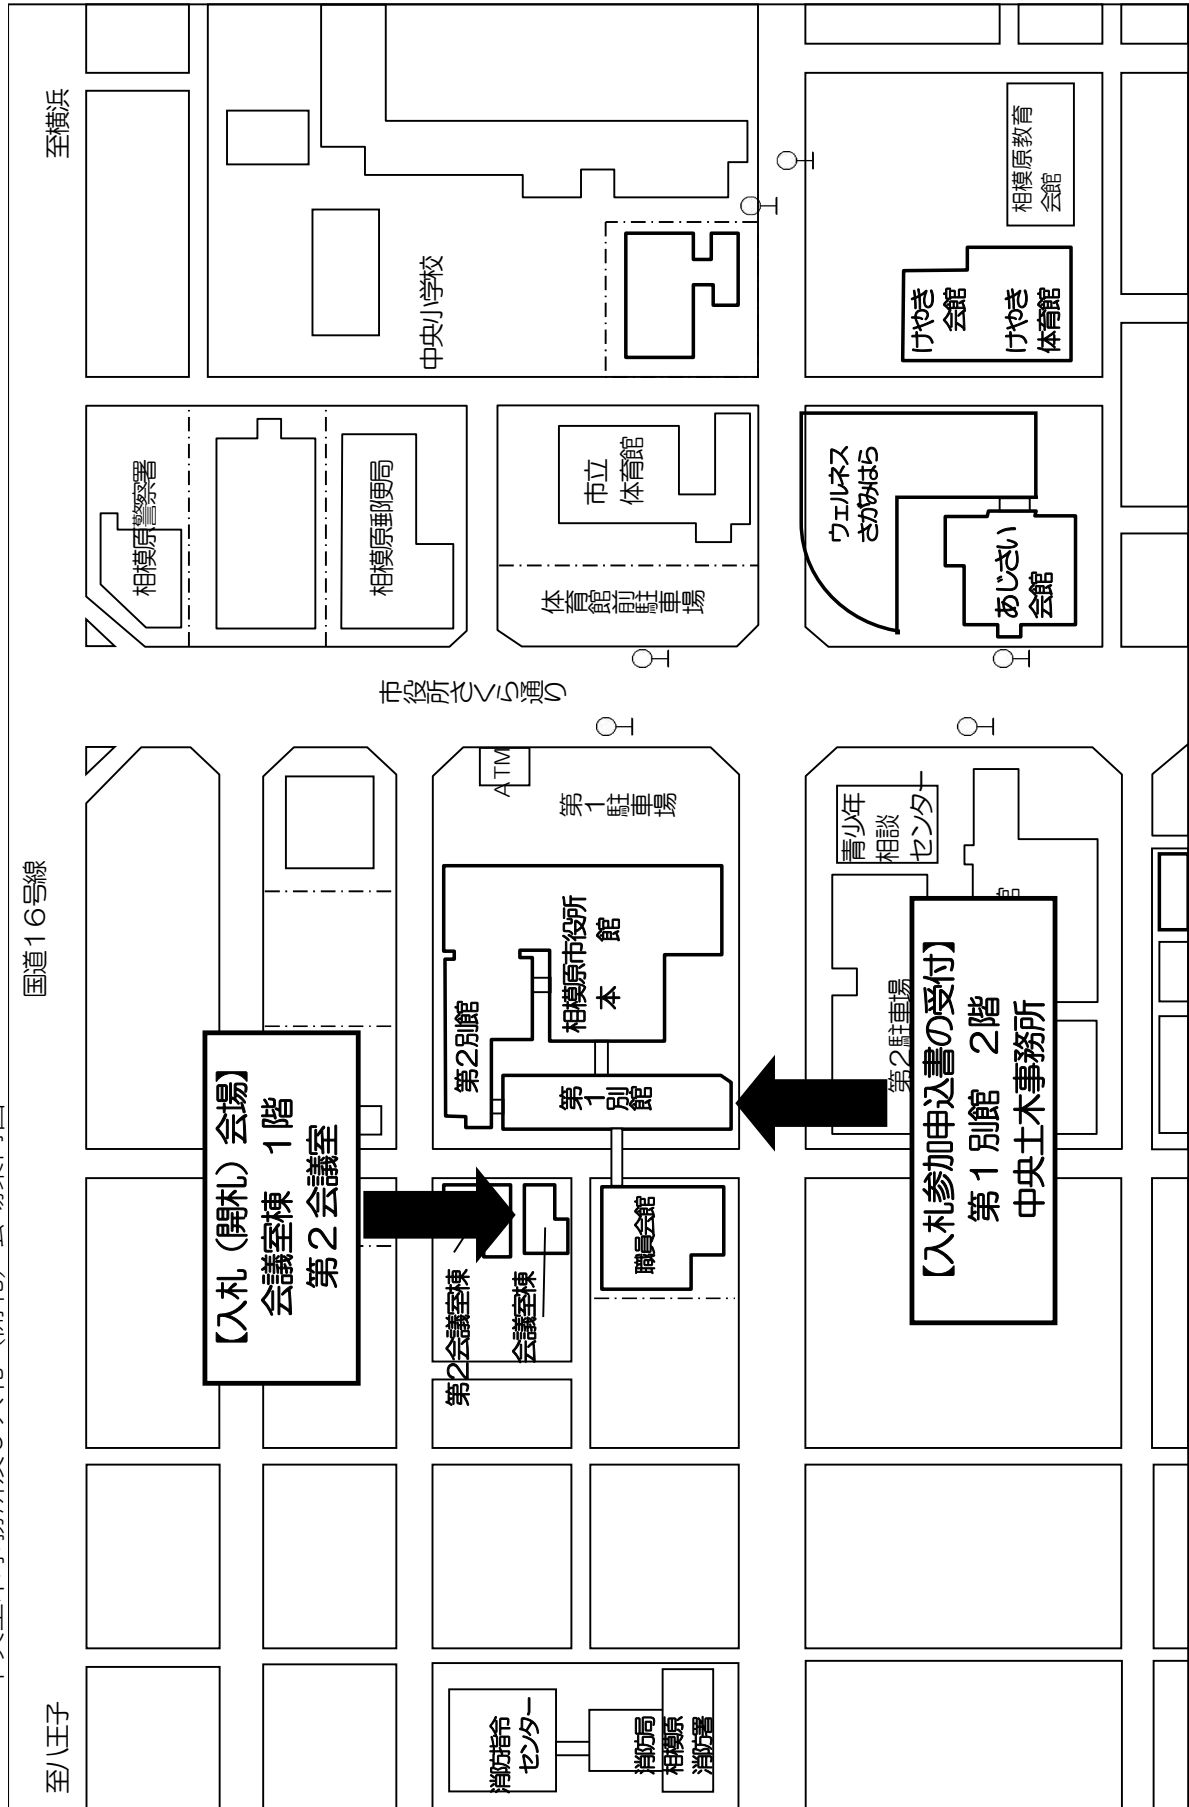 国道16号線
至八王子
至横浜
市役所さくら通り
【入札（開札）会場】
会議室棟　1階
第２会議室
第２会議室棟
会議室棟
第２別館
相模原市役所
本　館
第１別館
職員会館
ATM
第１駐車場
相模原警察署
相模原郵便局
中央小学校
市立
体育館
体育館前駐車場
消防指令
センター
消防局
相模原
消防署
【入札参加申込書の受付】
第１別館　２階
中央土木事務所
第２駐車場
青少年
相談
センター
ウェルネス
さがみはら
あじさい
会館
けやき
会館
けやき
体育館
相模原教育
会館